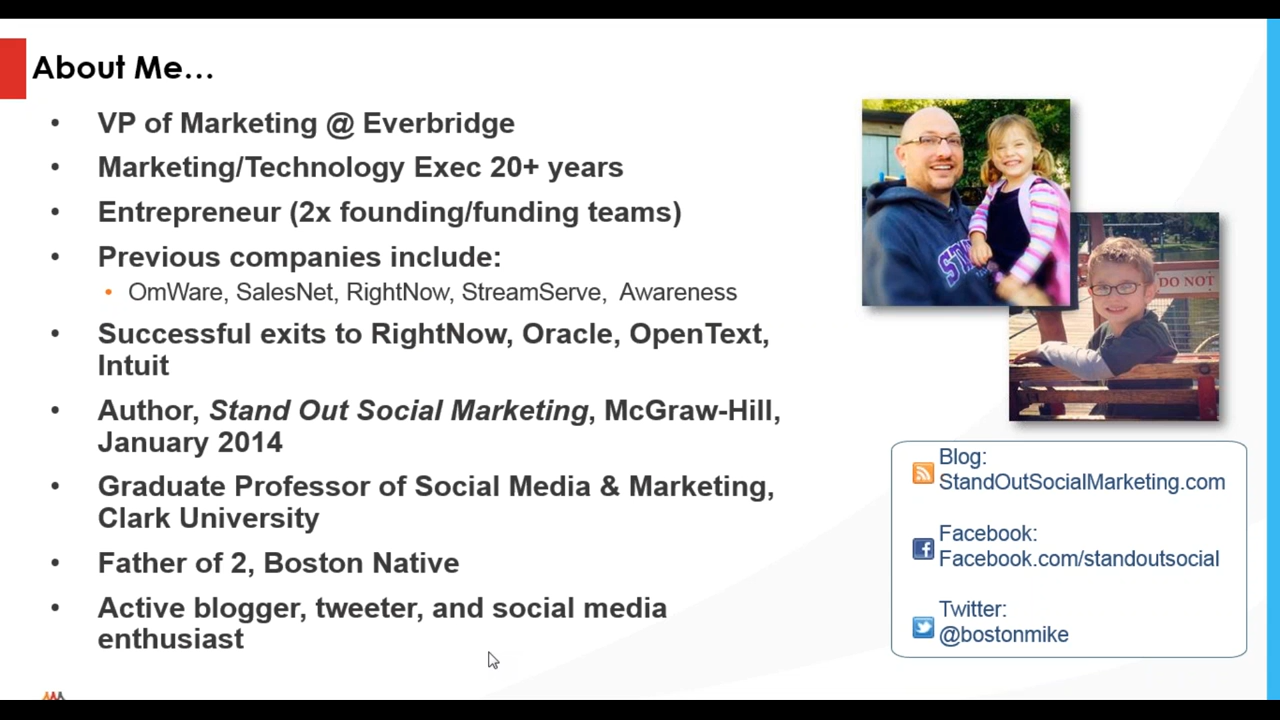 About Me...
• VP of Marketing @ Everbridge
• Marketing/Technology Exec 20+ years
• Entrepreneur (2x founding/funding teams)
• Previous companies include:
• OmWare, SalesNet, RightNow, StreamServe, Awareness
• Successful exits to RightNow, Oracle, OpenText,
Intuit
• Author, Stand Out Social Marketing, McGraw-Hill,
January 2014
• Graduate Professor of Social Media & Marketing,
Clark University
• Father of 2, Boston Native
• Active blogger, tweeter, and social media
enthusiast
DO NOT
Blog:
StandOutSocialMarketing.com
Facebook:
Facebook.com/standoutsocial
Twitter:
@bostonmike